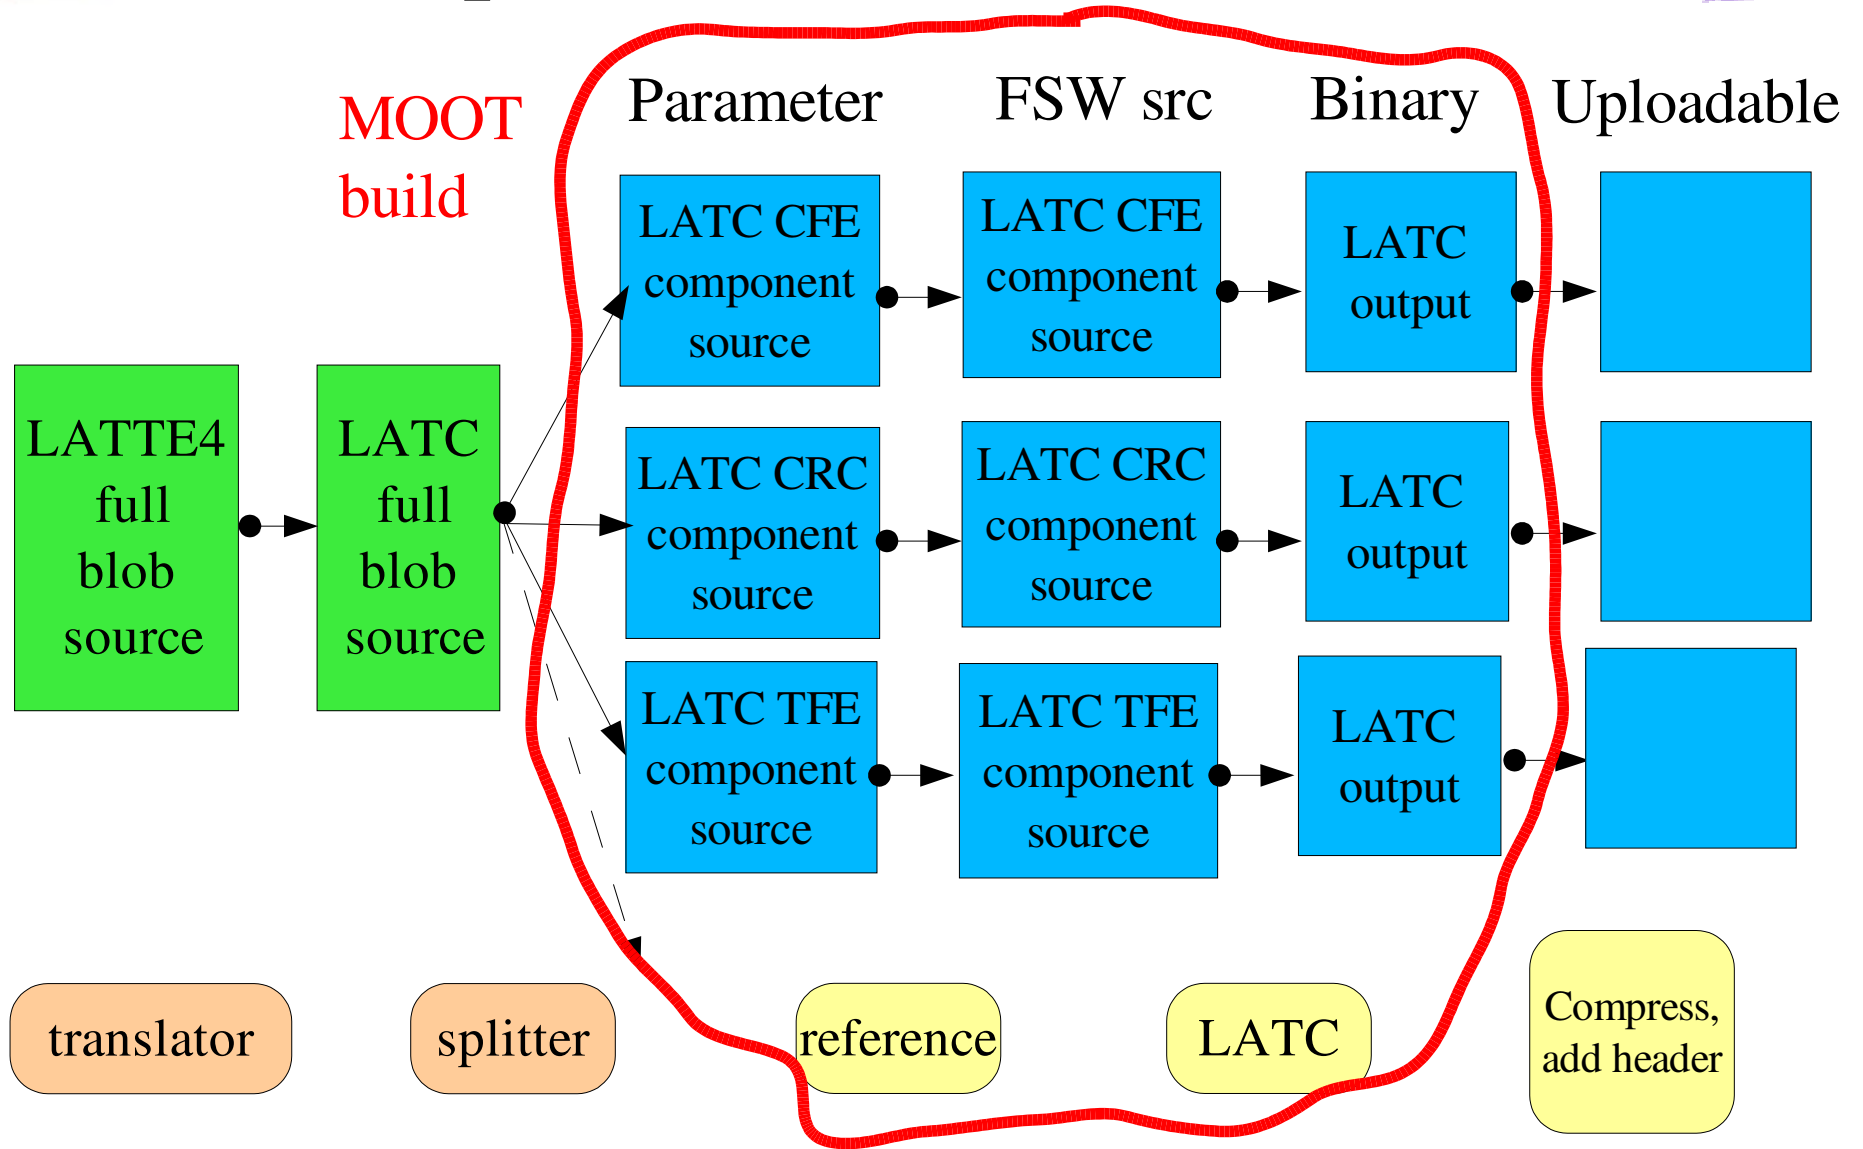 MOOT
build
Parameter
FSW src
Binary
Uploadable
LATTE4
full
blob
source
LATC
full
blob
source
LATC CFE
component
source
LATC CFE
component
source
LATC
output
LATC CRC
component
source
LATC CRC
component
source
LATC
output
LATC TFE
component
source
LATC TFE
component
source
LATC
output
translator
splitter
reference
LATC
Compress,
add header